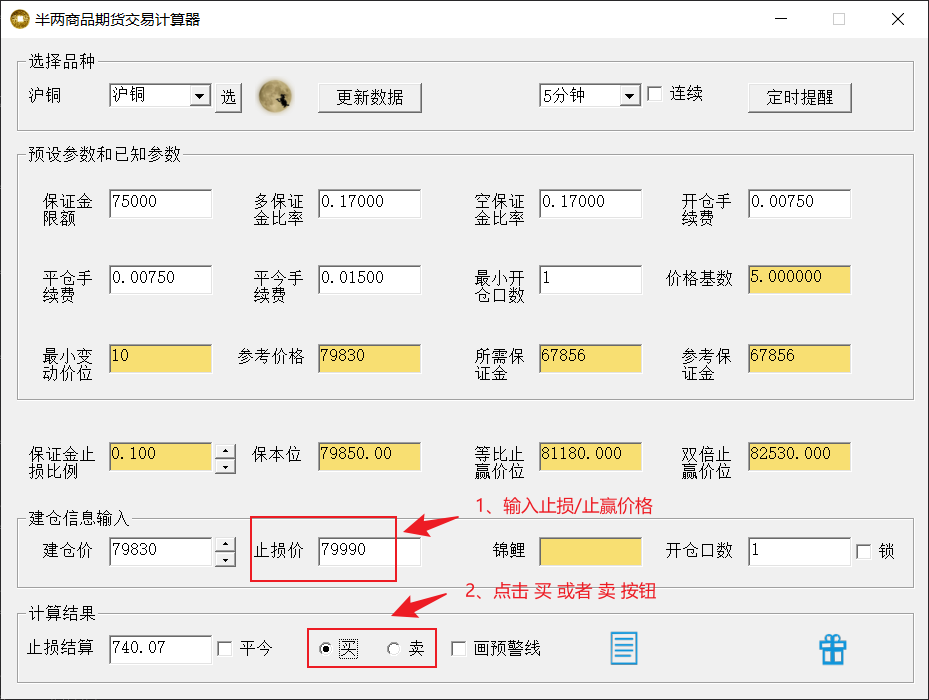 半两商品期货交易计算器
选择品种
沪铜 沪铜 选 更新数据 5分钟 连续 定时提醒
预设参数和已知参数
保证金限额 75000 多保证金比率 0.17000 空保证金比率 0.17000 开仓手续费 0.00750
平仓手续费 0.00750 平今手续费 0.01500 最小开仓口数 1 价格基数 5.000000
最小变动价位 10 参考价格 79830 所需保证金 67856 参考保证金 67856
保证金止损比例 0.100 保本位 79850.00 等比止赢价位 81180.000 双倍止赢价位 82530.000
1、输入止损/止赢价格
建仓信息输入
建仓价 79830 止损价 79990 锦鲤 开仓口数 1 锁
2、点击 买 或者 卖 按钮
计算结果
止损结算 740.07 平今 买 卖 画预警线